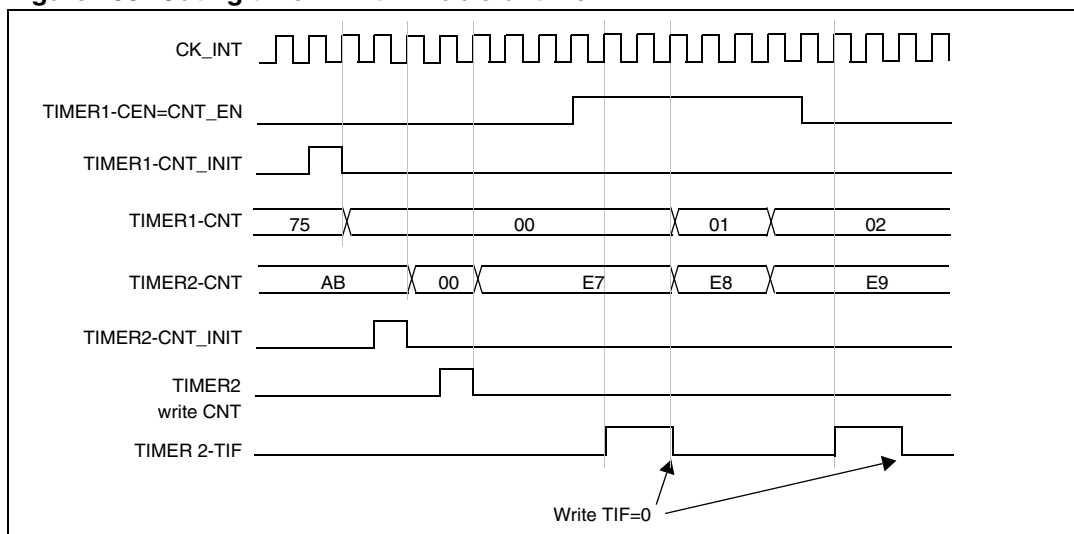 CK_INT
TIMER1-CEN=CNT_EN
TIMER1-CNT_INIT
TIMER1-CNT 75 00 01 02
TIMER2-CNT AB 00 E7 E8 E9
TIMER2-CNT_INIT
TIMER2
write CNT
TIMER 2-TIF
Write TIF=0